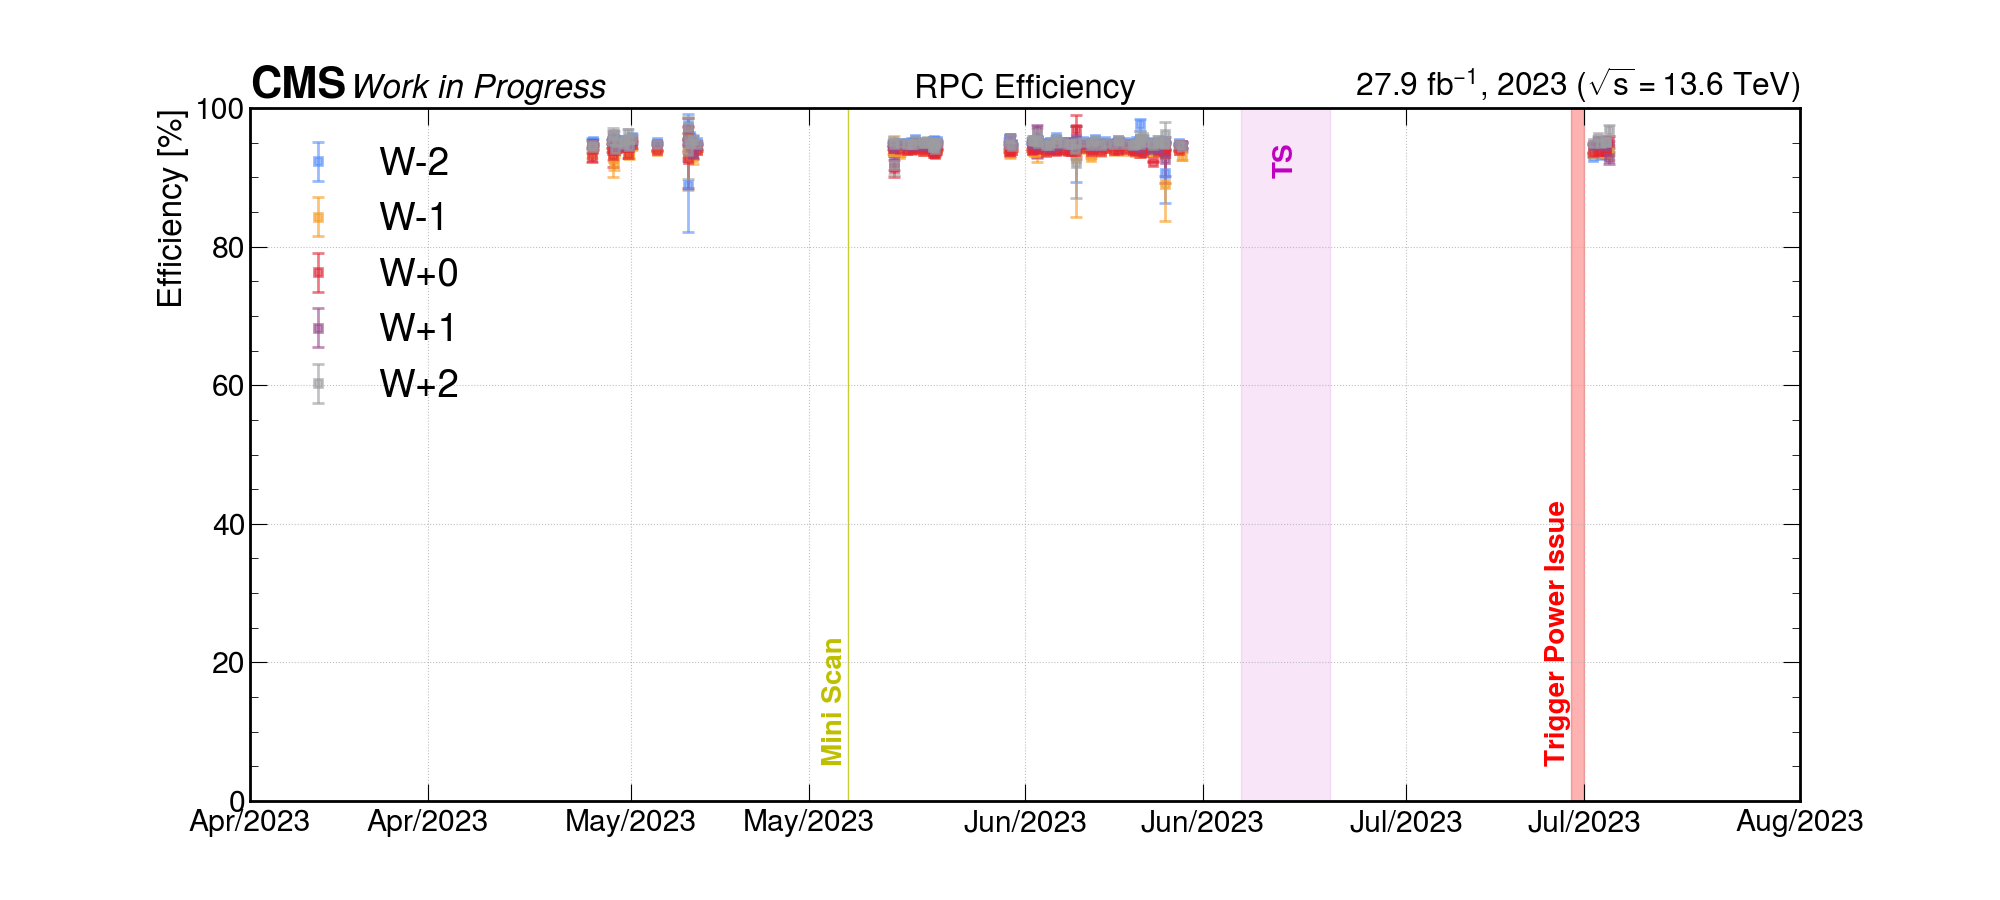 CMS Work in Progress RPC Efficiency 27.9 fb⁻¹, 2023 (√s = 13.6 TeV)
Efficiency [%]
100
80
60
40
20
0
W-2
W-1
W+0
W+1
W+2
Mini Scan
TS
Trigger Power Issue
Apr/2023 Apr/2023 May/2023 May/2023 Jun/2023 Jun/2023 Jul/2023 Jul/2023 Aug/2023